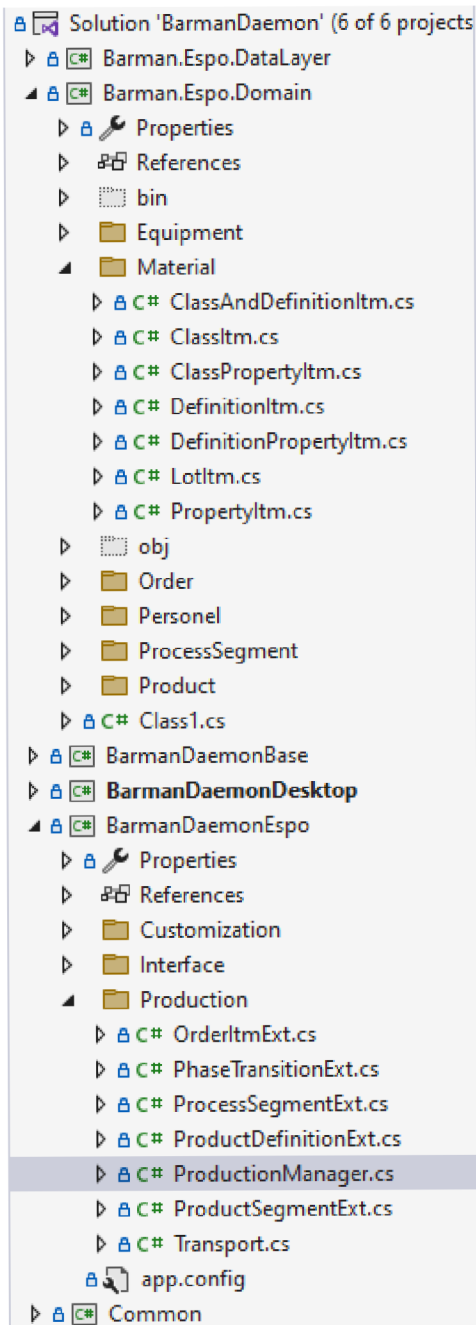 Solution 'BarmanDaemon' (6 of 6 projects
C# Barman.Espo.DataLayer
C# Barman.Espo.Domain
Properties
References
bin
Equipment
Material
C# ClassAndDefinitionItm.cs
C# ClassItm.cs
C# ClassPropertyItm.cs
C# DefinitionItm.cs
C# DefinitionPropertyItm.cs
C# LotItm.cs
C# PropertyItm.cs
obj
Order
Personel
ProcessSegment
Product
C# Class1.cs
C# BarmanDaemonBase
C# BarmanDaemonDesktop
C# BarmanDaemonEspo
Properties
References
Customization
Interface
Production
C# OrderItmExt.cs
C# PhaseTransitionExt.cs
C# ProcessSegmentExt.cs
C# ProductDefinitionExt.cs
C# ProductionManager.cs
C# ProductSegmentExt.cs
C# Transport.cs
app.config
C# Common